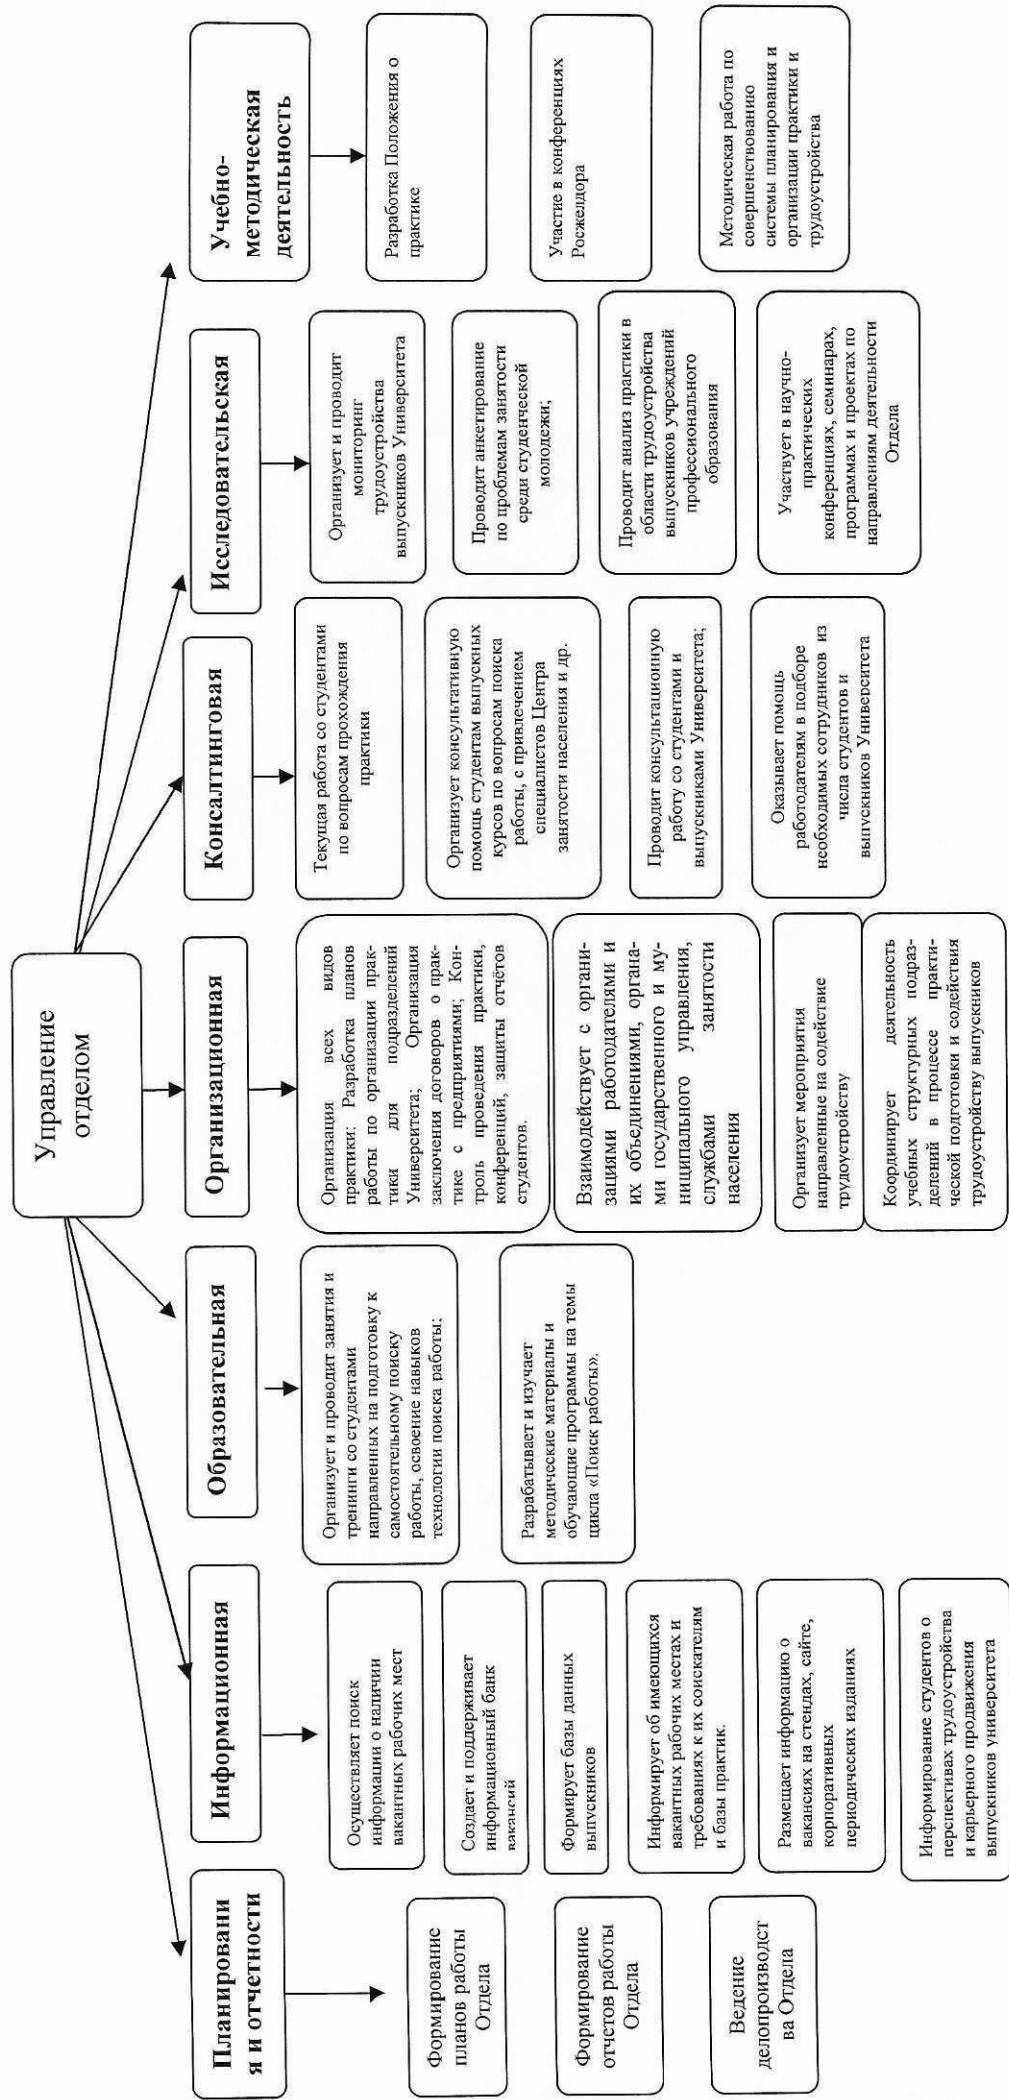 Управление
отделом
Планировани
я и отчетности
Формирование
планов работы
Отдела
Формирование
отчетов работы
Отдела
Ведение
делопроизводст
ва Отдела
Информационная
Осуществляет поиск
информации о наличии
вакантных рабочих мест
Создает и поддерживает
информационный банк
вакансий
Формирует базы данных
выпускников
Информирует об имеющихся
вакантных рабочих местах и
требованиях к их соискателям
и базы практик.
Размещает информацию о
вакансиях на стендах, сайте,
корпоративных
периодических изданиях
Информирование студентов о
перспективах трудоустройства
и карьерного продвижения
выпускников университета
Образовательная
Организует и проводит занятия и
тренинги со студентами
направленных на подготовку к
самостоятельному поиску
работы, освоение навыков
технологии поиска работы;
Разрабатывает и изучает
методические материалы и
обучающие программы на темы
цикла «Поиск работы».
Организационная
Организация всех видов
практики: Разработка планов
работы по организации прак-
тики для подразделений
Университета; Организация
заключения договоров о прак-
тике с предприятиями; Кон-
троль проведения практики,
конференций, защиты отчётов
студентов.
Взаимодействует с органи-
зациями работодателями и
их объединениями, органа-
ми государственного и му-
ниципального управления,
службами занятости
населения
Организует мероприятия
направленные на содействие
трудоустройству
Координирует деятельность
учебных структурных подраз-
делений в процессе практи-
ческой подготовки и содействия
трудоустройству выпускников
Консалтинговая
Текущая работа со студентами
по вопросам прохождения
практики
Организует консультативную
помощь студентам выпускных
курсов по вопросам поиска
работы, с привлечением
специалистов Центра
занятости населения и др.
Проводит консультационную
работу со студентами и
выпускниками Университета;
Оказывает помощь
работодателям в подборе
необходимых сотрудников из
числа студентов и
выпускников Университета
Исследовательская
Организует и проводит
мониторинг
трудоустройства
выпускников Университета
Проводит анкетирование
по проблемам занятости
среди студенческой
молодежи;
Проводит анализ практики в
области трудоустройства
выпускников учреждений
профессионального
образования
Участвует в научно-
практических
конференциях, семинарах,
программах и проектах по
направлениям деятельности
Отдела
Учебно-
методическая
деятельность
Разработка Положения о
практике
Участие в конференциях
Росжелдора
Методическая работа по
совершенствованию
системы планирования и
организации практики и
трудоустройства